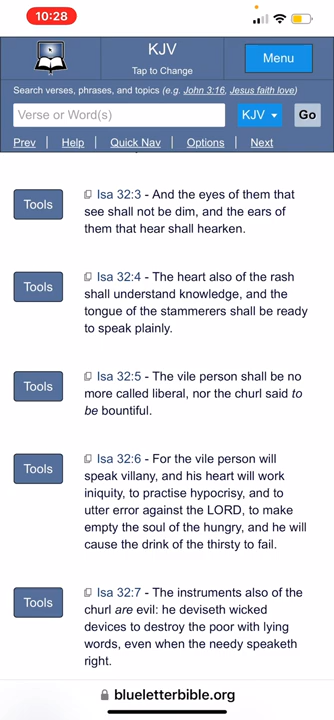 10:28
KJV
Tap to Change
Menu
Search verses, phrases, and topics (e.g. John 3:16, Jesus faith love)
Verse or Word(s)
KJV
Go
Prev | Help | Quick Nav | Options | Next
Tools
Isa 32:3 - And the eyes of them that
see shall not be dim, and the ears of
them that hear shall hearken.
Tools
Isa 32:4 - The heart also of the rash
shall understand knowledge, and the
tongue of the stammerers shall be ready
to speak plainly.
Tools
Isa 32:5 - The vile person shall be no
more called liberal, nor the churl said to
be bountiful.
Tools
Isa 32:6 - For the vile person will
speak villany, and his heart will work
iniquity, to practise hypocrisy, and to
utter error against the LORD, to make
empty the soul of the hungry, and he will
cause the drink of the thirsty to fail.
Tools
Isa 32:7 - The instruments also of the
churl are evil: he deviseth wicked
devices to destroy the poor with lying
words, even when the needy speaketh
right.
blueletterbible.org